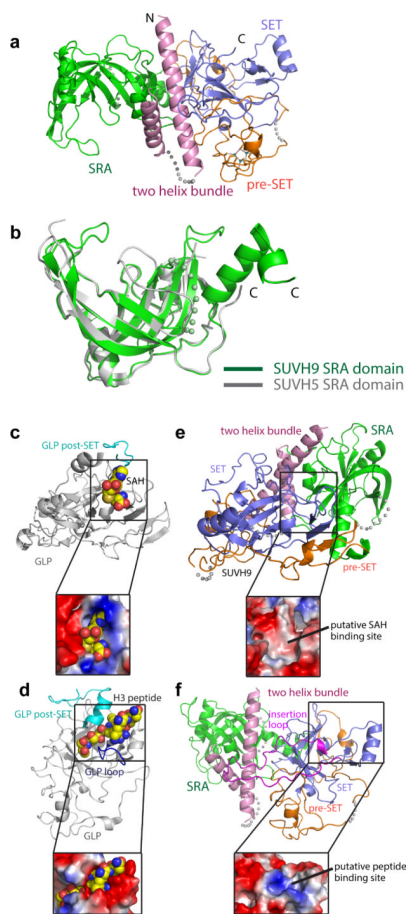 a
N
C
SET
SRA
two helix bundle
pre-SET
b
C
C
SUVH9 SRA domain
SUVH5 SRA domain
c
GLP post-SET
SAH
GLP
e
two helix bundle
SRA
SET
SUVH9
pre-SET
putative SAH
binding site
d
H3 peptide
GLP post-SET
GLP loop
GLP
f
two helix bundle
insertion
loop
SRA
SET
pre-SET
putative peptide
binding site